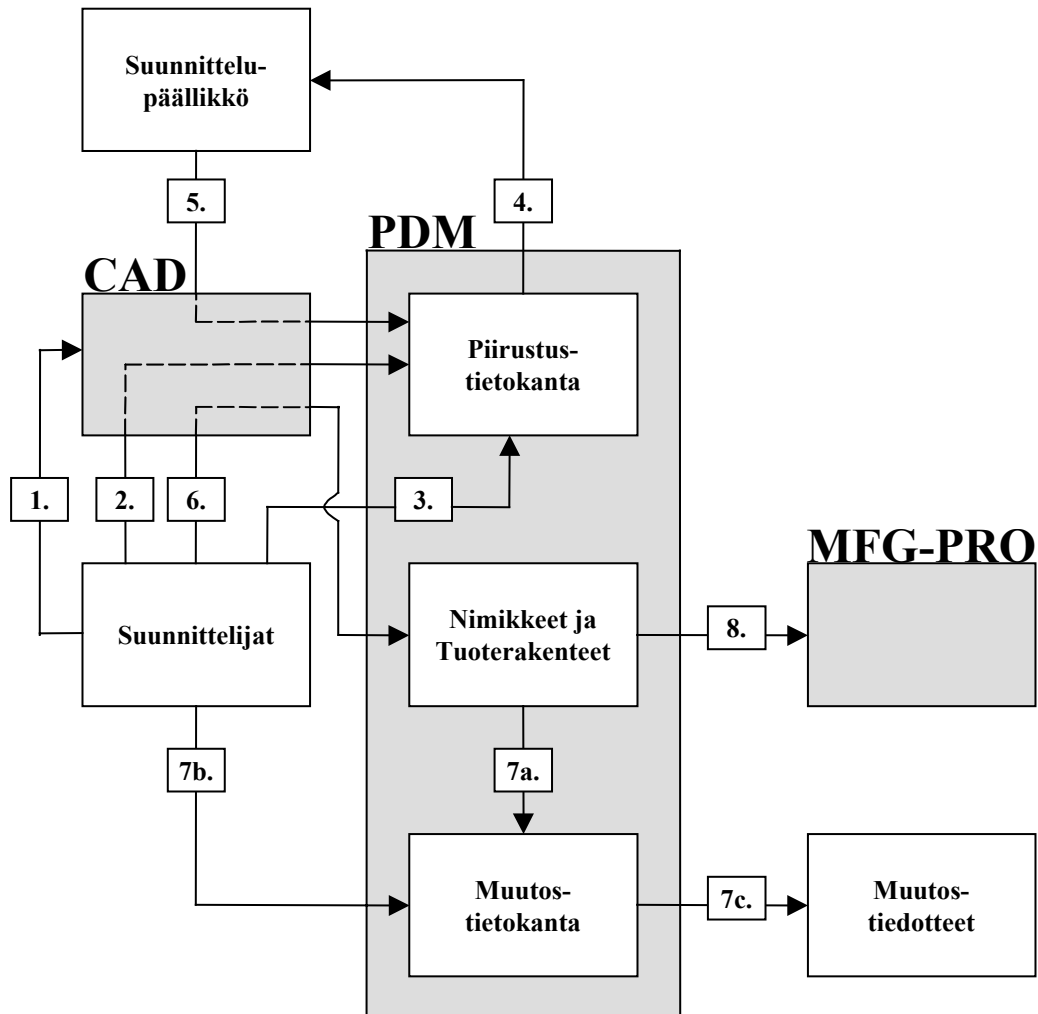 Suunnittelu-
päällikkö
5.
4.
PDM
CAD
Piirustus-
tietokanta
1.
2.
6.
3.
MFG-PRO
Suunnittelijat
Nimikkeet ja
Tuoterakenteet
8.
7b.
7a.
Muutos-
tietokanta
7c.
Muutos-
tiedotteet